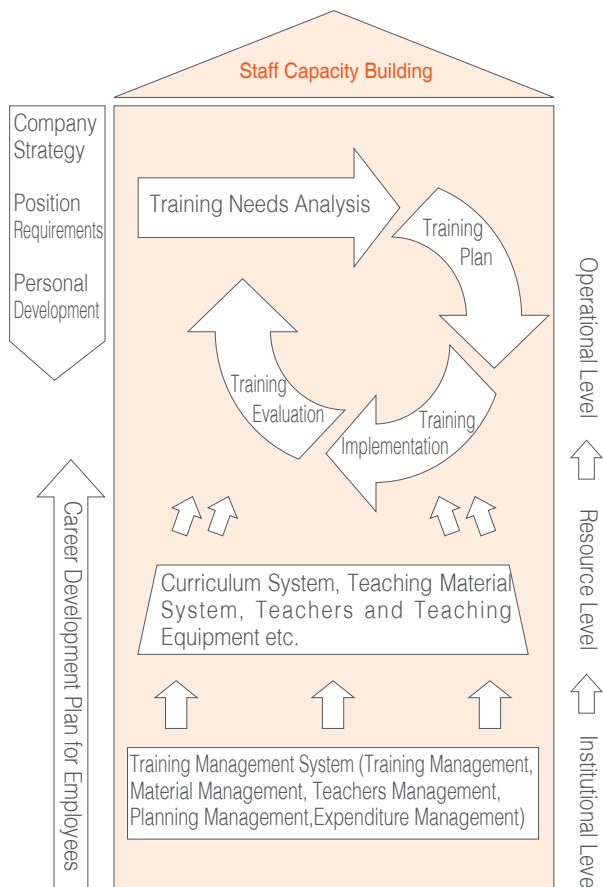 Staff Capacity Building
Company
Strategy
Position
Requirements
Personal
Development
Training Needs Analysis
Training
Plan
Training
Implementation
Training
Evaluation
Operational Level
Career Development Plan for Employees
Resource Level
Curriculum System, Teaching Material
System, Teachers and Teaching
Equipment etc.
Training Management System (Training Management,
Material Management, Teachers Management,
Planning Management,Expenditure Management)
Institutional Level